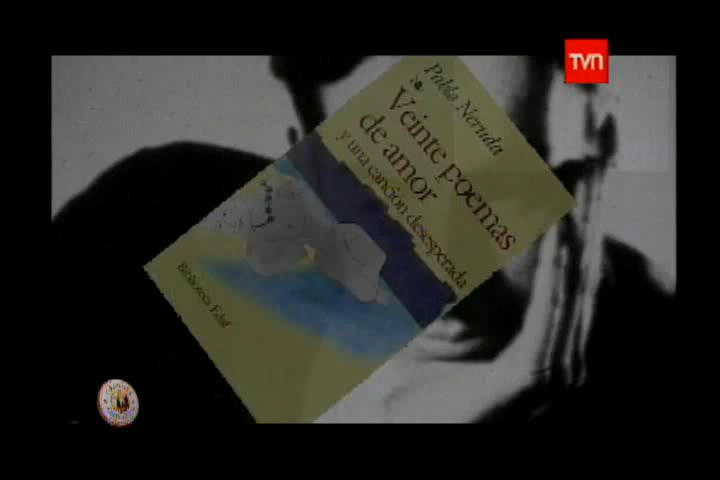 TVN
Pablo Neruda
Veinte poemas
de amor
y una canción desesperada
Biblioteca Edaf